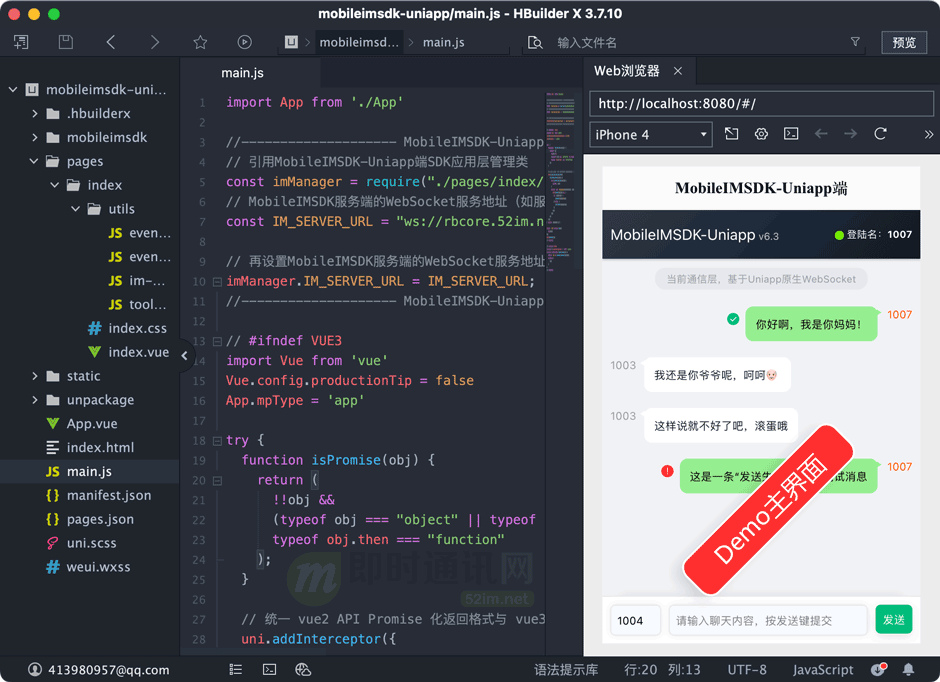 mobileimsdk-uniapp/main.js - HBuilder X 3.7.10
U mobileimsd... main.js 输入文件名 预览
mobileimsdk-uni...
.hbuilderx
mobileimsdk
pages
index
utils
JS even...
JS even...
JS im-...
JS tool...
index.css
index.vue
static
unpackage
App.vue
index.html
JS main.js
manifest.json
pages.json
uni.scss
weui.wxss
main.js
1 import App from './App'
2
3 //-------------------- MobileIMSDK-Uniapp
4 // 引用MobileIMSDK-Uniapp端SDK应用层管理类
5 const imManager = require("./pages/index/
6 // MobileIMSDK服务端的WebSocket服务地址（如服
7 const IM_SERVER_URL = "ws://rbcore.52im.n
8
9 // 再设置MobileIMSDK服务端的WebSocket服务地址
10 imManager.IM_SERVER_URL = IM_SERVER_URL;
11 //-------------------- MobileIMSDK-Uniapp
12
13 // #ifndef VUE3
14 import Vue from 'vue'
15 Vue.config.productionTip = false
16 App.mpType = 'app'
17
18 try {
19 function isPromise(obj) {
20 return (
21 !!obj &&
22 (typeof obj === "object" || typeof
23 typeof obj.then === "function"
24 );
25 }
26
27 // 统一 vue2 API Promise 化返回格式与 vue3
28 uni.addInterceptor({
即时通讯网
52im.net
Web浏览器
http://localhost:8080/#/
iPhone 4
MobileIMSDK-Uniapp端
MobileIMSDK-Uniapp v6.3 登陆名：1007
当前通信层，基于Uniapp原生WebSocket
你好啊，我是你妈妈！ 1007
1003 我还是你爷爷呢，呵呵
1003 这样说就不好了吧，滚蛋哦
这是一条“发送 试消息 1007
Demo主界面
1004 请输入聊天内容，按发送键提交 发送
413980957@qq.com 语法提示库 行:20 列:13 UTF-8 JavaScript